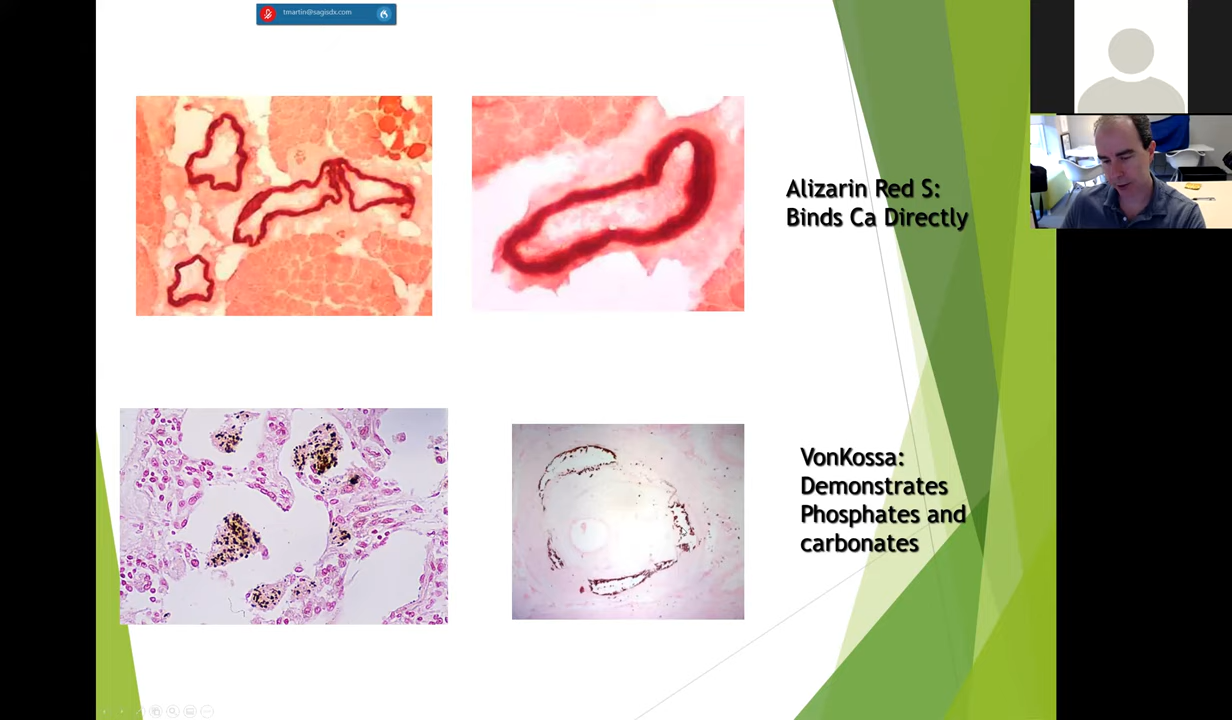 tmartin@sagisdx.com
Alizarin Red S:
Binds Ca Directly
VonKossa:
Demonstrates
Phosphates and
carbonates